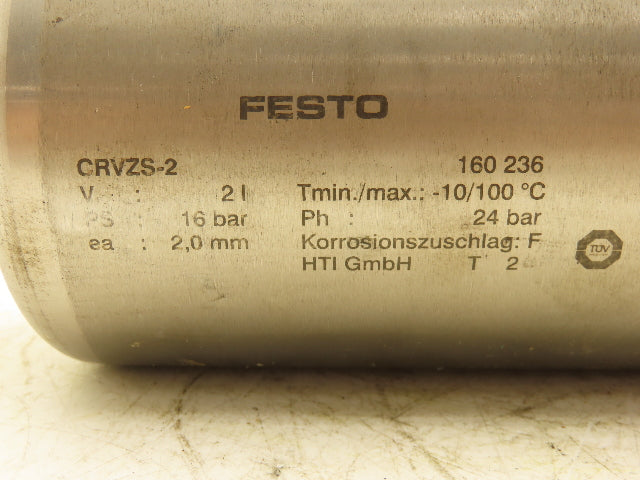 FESTO
CRVZS-2 160 236
V : 2 l Tmin./max.: -10/100 °C
PS : 16 bar Ph : 24 bar
ea : 2,0 mm Korrosionszuschlag: F
HTI GmbH T 2
TÜV